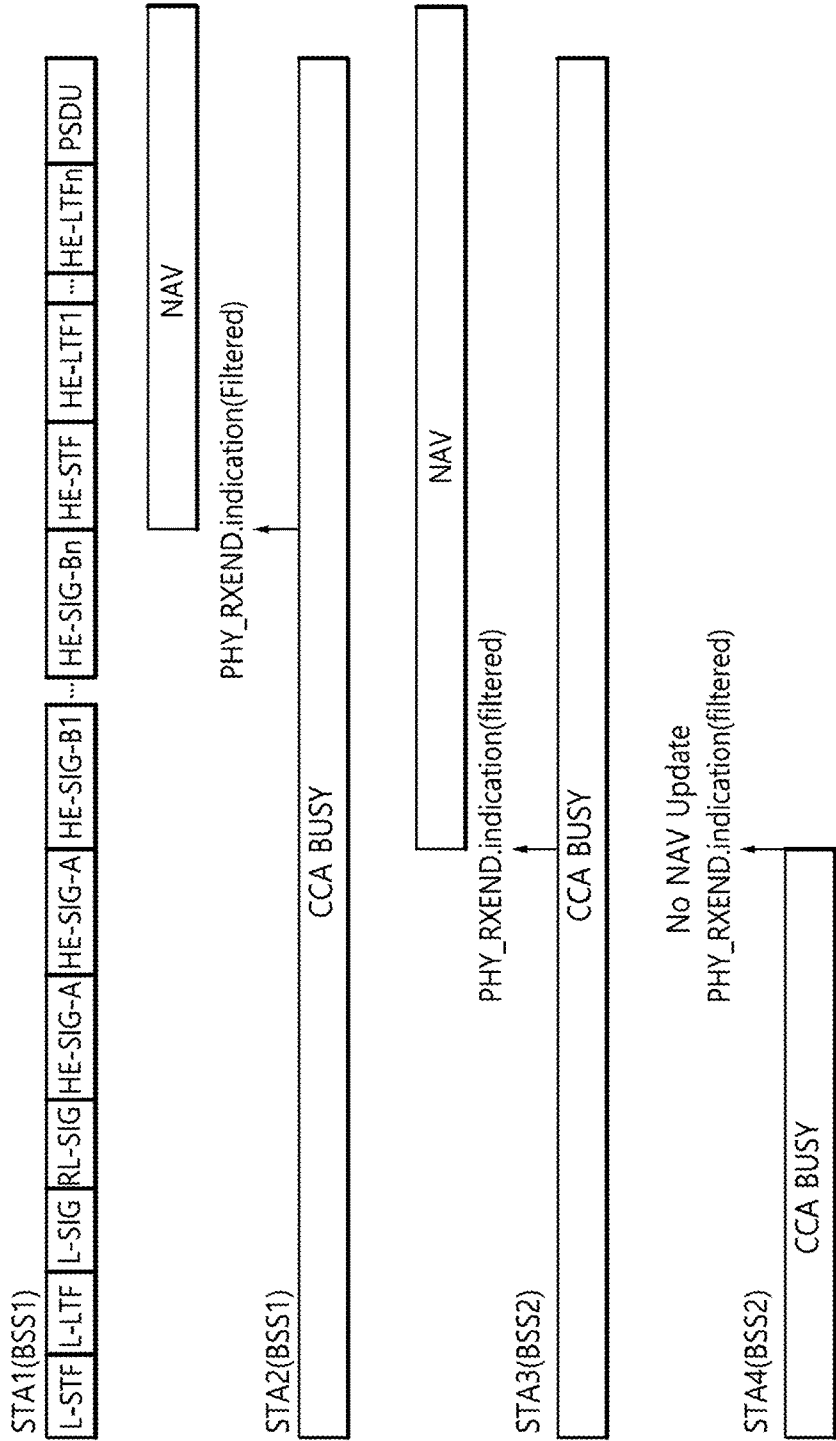 STA1(BSS1)
L-STF L-LTF L-SIG RL-SIG HE-SIG-A HE-SIG-A HE-SIG-B1 ... HE-SIG-Bn HE-STF HE-LTF1 ... HE-LTFn PSDU
NAV
PHY_RXEND.indication(Filtered)
STA2(BSS1)
CCA BUSY
NAV
PHY_RXEND.indication(filtered)
STA3(BSS2)
CCA BUSY
No NAV Update
PHY_RXEND.indication(filtered)
STA4(BSS2)
CCA BUSY